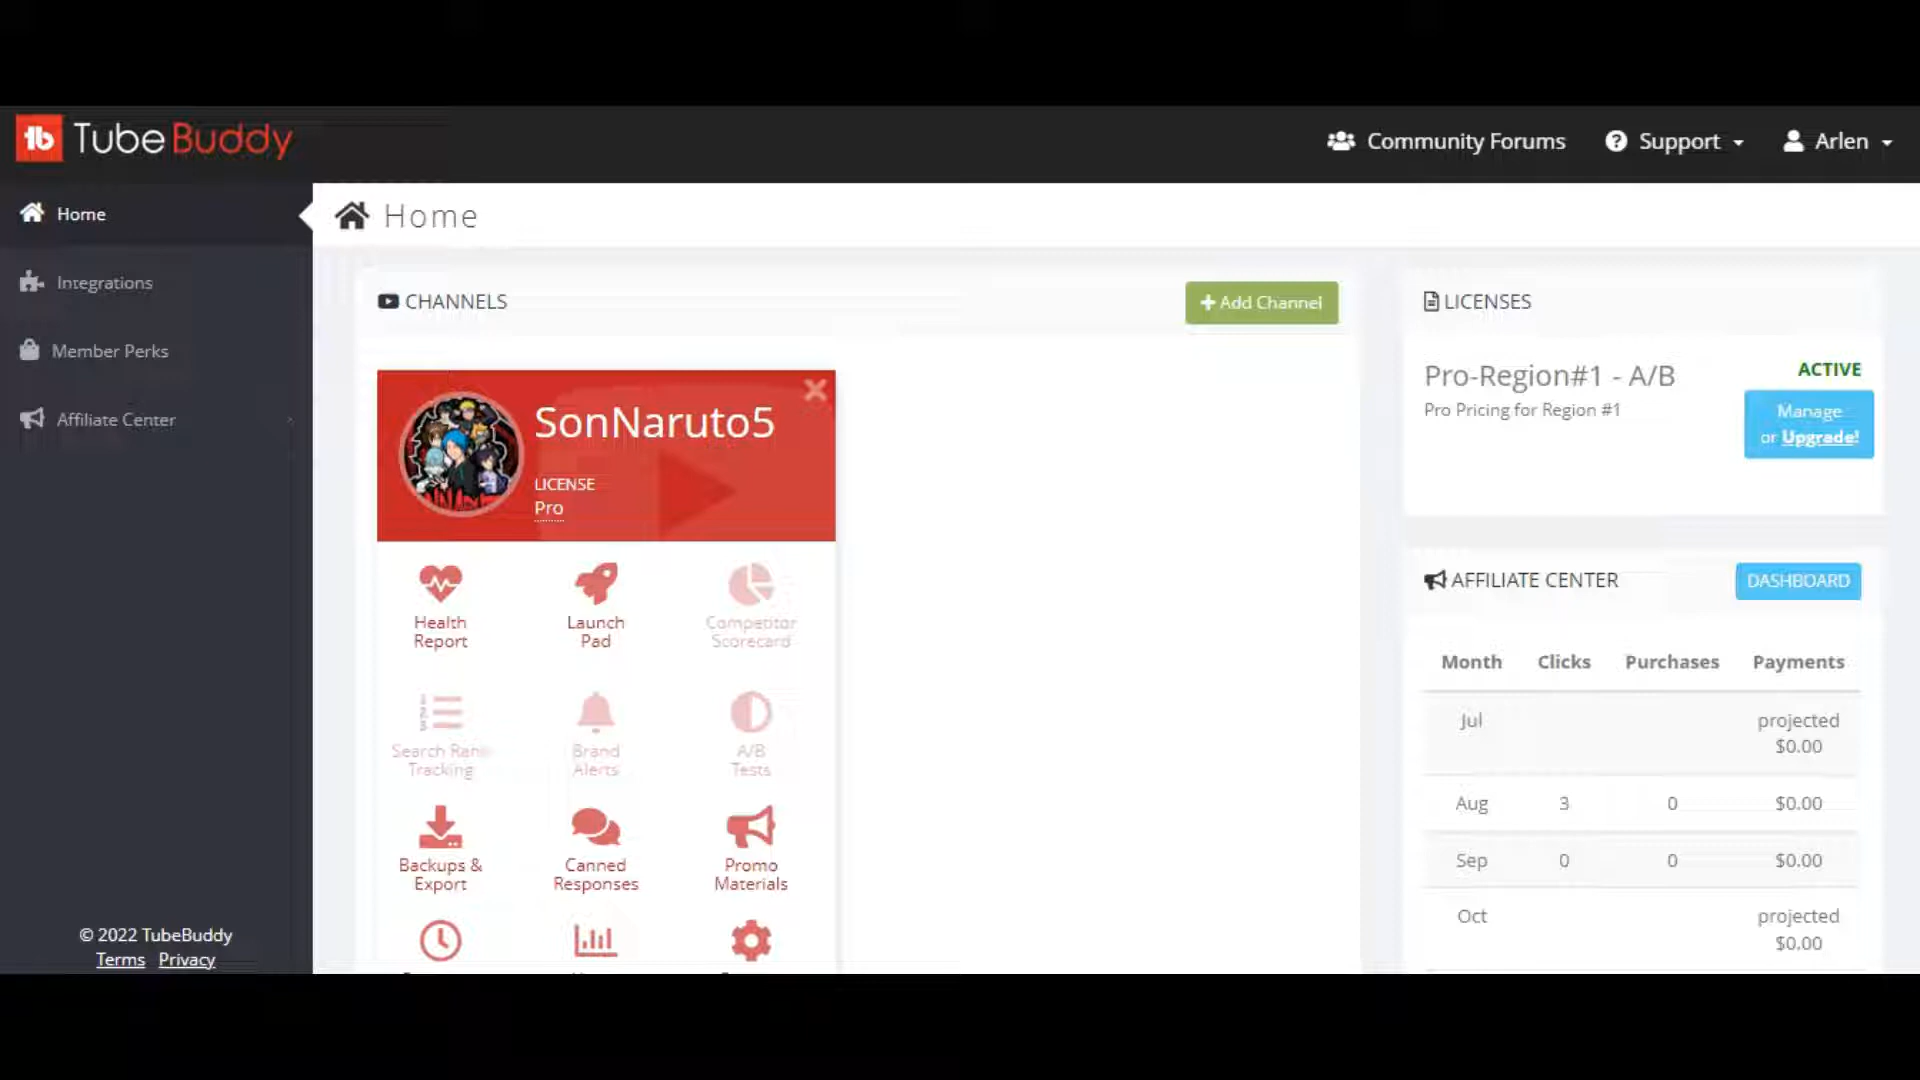 TubeBuddy
Community Forums
Support
Arlen
Home
Integrations
Member Perks
Affiliate Center
© 2022 TubeBuddy
Terms Privacy
Home
CHANNELS
Add Channel
SonNaruto5
LICENSE
Pro
Health
Report
Launch
Pad
Competitor
Scorecard
Search Rank
Tracking
Brand
Alerts
A/B
Tests
Backups &
Export
Canned
Responses
Promo
Materials
LICENSES
Pro-Region#1 - A/B
Pro Pricing for Region #1
ACTIVE
Manage
or Upgrade!
AFFILIATE CENTER
DASHBOARD
Month Clicks Purchases Payments
Jul projected
$0.00
Aug 3 0 $0.00
Sep 0 0 $0.00
Oct projected
$0.00